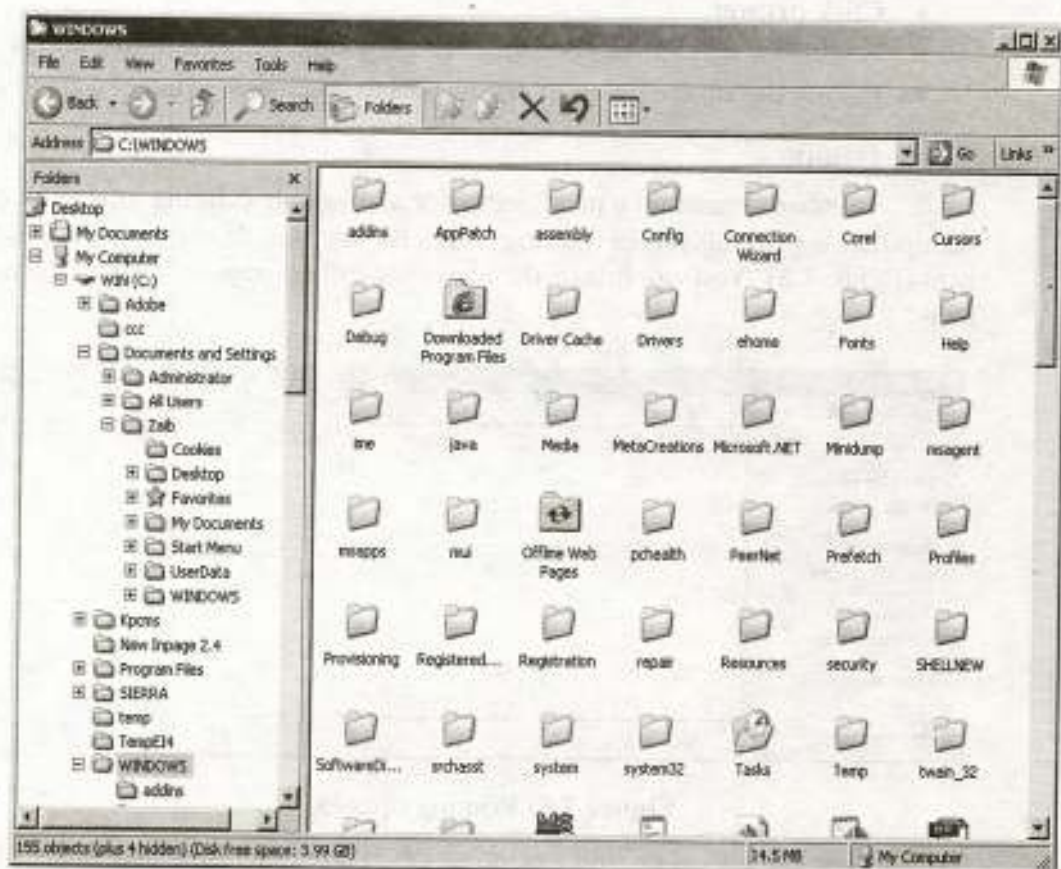 WINDOWS
File Edit View Favorites Tools Help
Back Search Folders
Address C:\WINDOWS Go Links »
Folders x
Desktop
My Documents
My Computer
WIN (C:)
Adobe
ccc
Documents and Settings
Administrator
All Users
Zaib
Cookies
Desktop
Favorites
My Documents
Start Menu
UserData
WINDOWS
Kpcms
New Inpage 2.4
Program Files
SIERRA
temp
TempEI4
WINDOWS
addins
addins AppPatch assembly Config Connection Wizard Corel Cursors
Debug Downloaded Program Files Driver Cache Drivers ehome Fonts Help
ime java Media MetaCreations Microsoft.NET Minidump msagent
msapps mui Offline Web Pages pchealth PeerNet Prefetch Profiles
Provisioning Registered... Registration repair Resources security SHELLNEW
SoftwareDi... srchasst system system32 Tasks Temp twain_32
155 objects (plus 4 hidden) (Disk free space: 3.99 GB) 14.5 MB My Computer